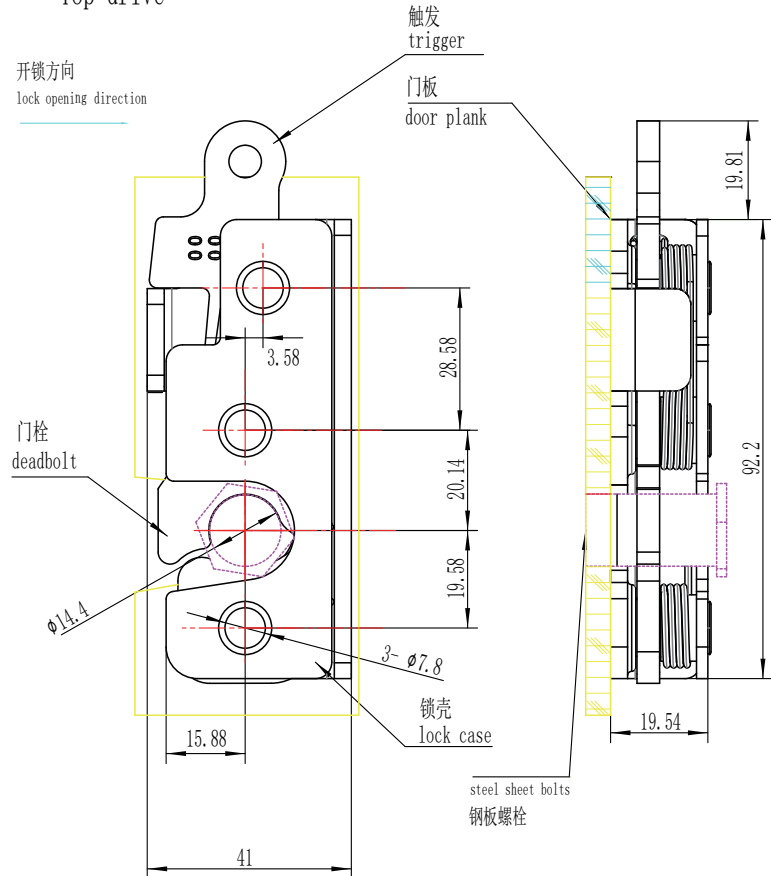 Top drive
触发
trigger
开锁方向
lock opening direction
门板
door plank
19.81
3.58
28.58
门栓
deadbolt
20.14
92.2
19.58
ϕ14.4
3- ϕ7.8
锁壳
lock case
15.88
19.54
steel sheet bolts
钢板螺栓
41